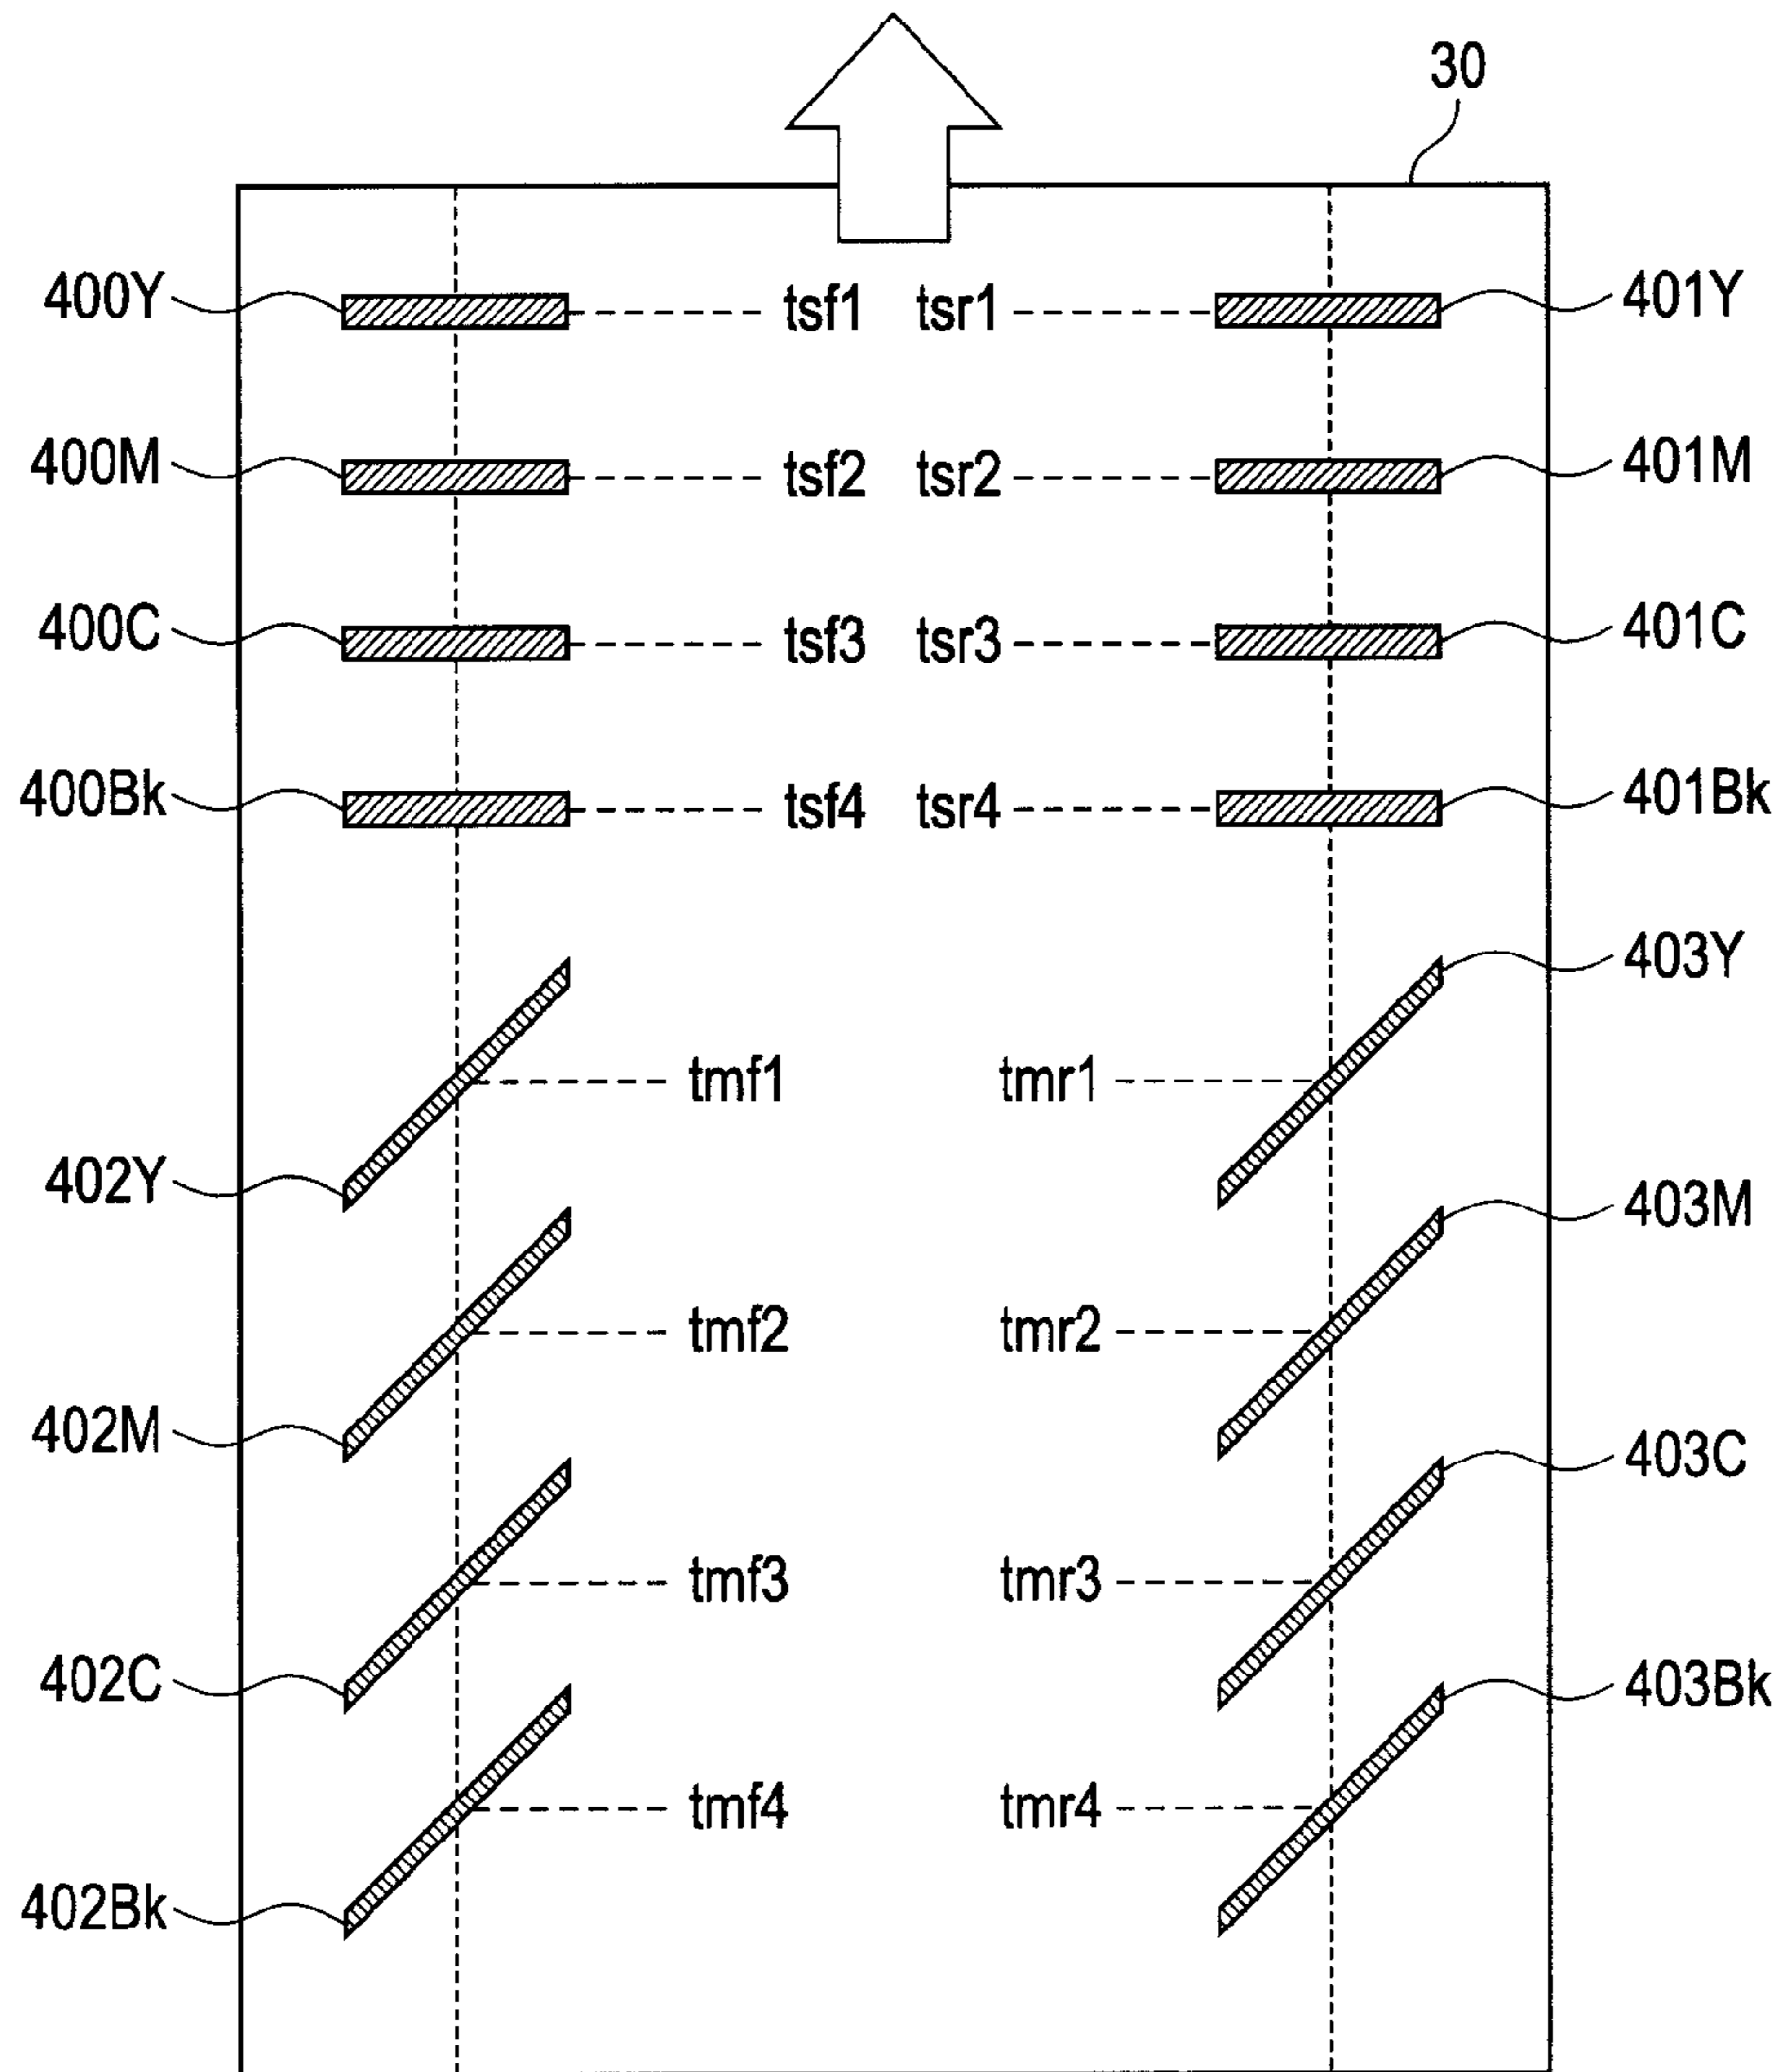 30
400Y tsf1 tsr1 401Y
400M tsf2 tsr2 401M
400C tsf3 tsr3 401C
400Bk tsf4 tsr4 401Bk
403Y
tmf1 tmr1
402Y 403M
tmf2 tmr2
402M 403C
tmf3 tmr3
402C 403Bk
tmf4 tmr4
402Bk